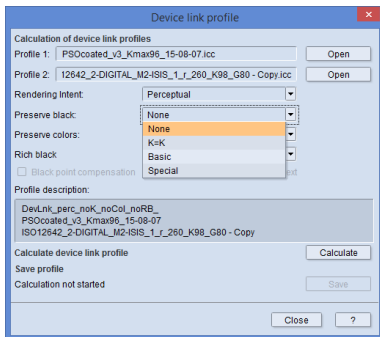 Device link profile
Calculation of device link profiles
Profile 1: PSOcoated_v3_Kmax96_15-08-07.icc Open
Profile 2: 12642_2-DIGITAL_M2-ISIS_1_r_260_K98_G80 - Copy.icc Open
Rendering Intent: Perceptual
Preserve black: None
None
Preserve colors:
K=K
Rich black
Basic
Black point compensation
Special
Profile description:
DevLnk_perc_noK_noCol_noRB_
PSOcoated_v3_Kmax96_15-08-07
ISO12642_2-DIGITAL_M2-ISIS_1_r_260_K98_G80 - Copy
Calculate device link profile Calculate
Save profile
Calculation not started Save
Close ?